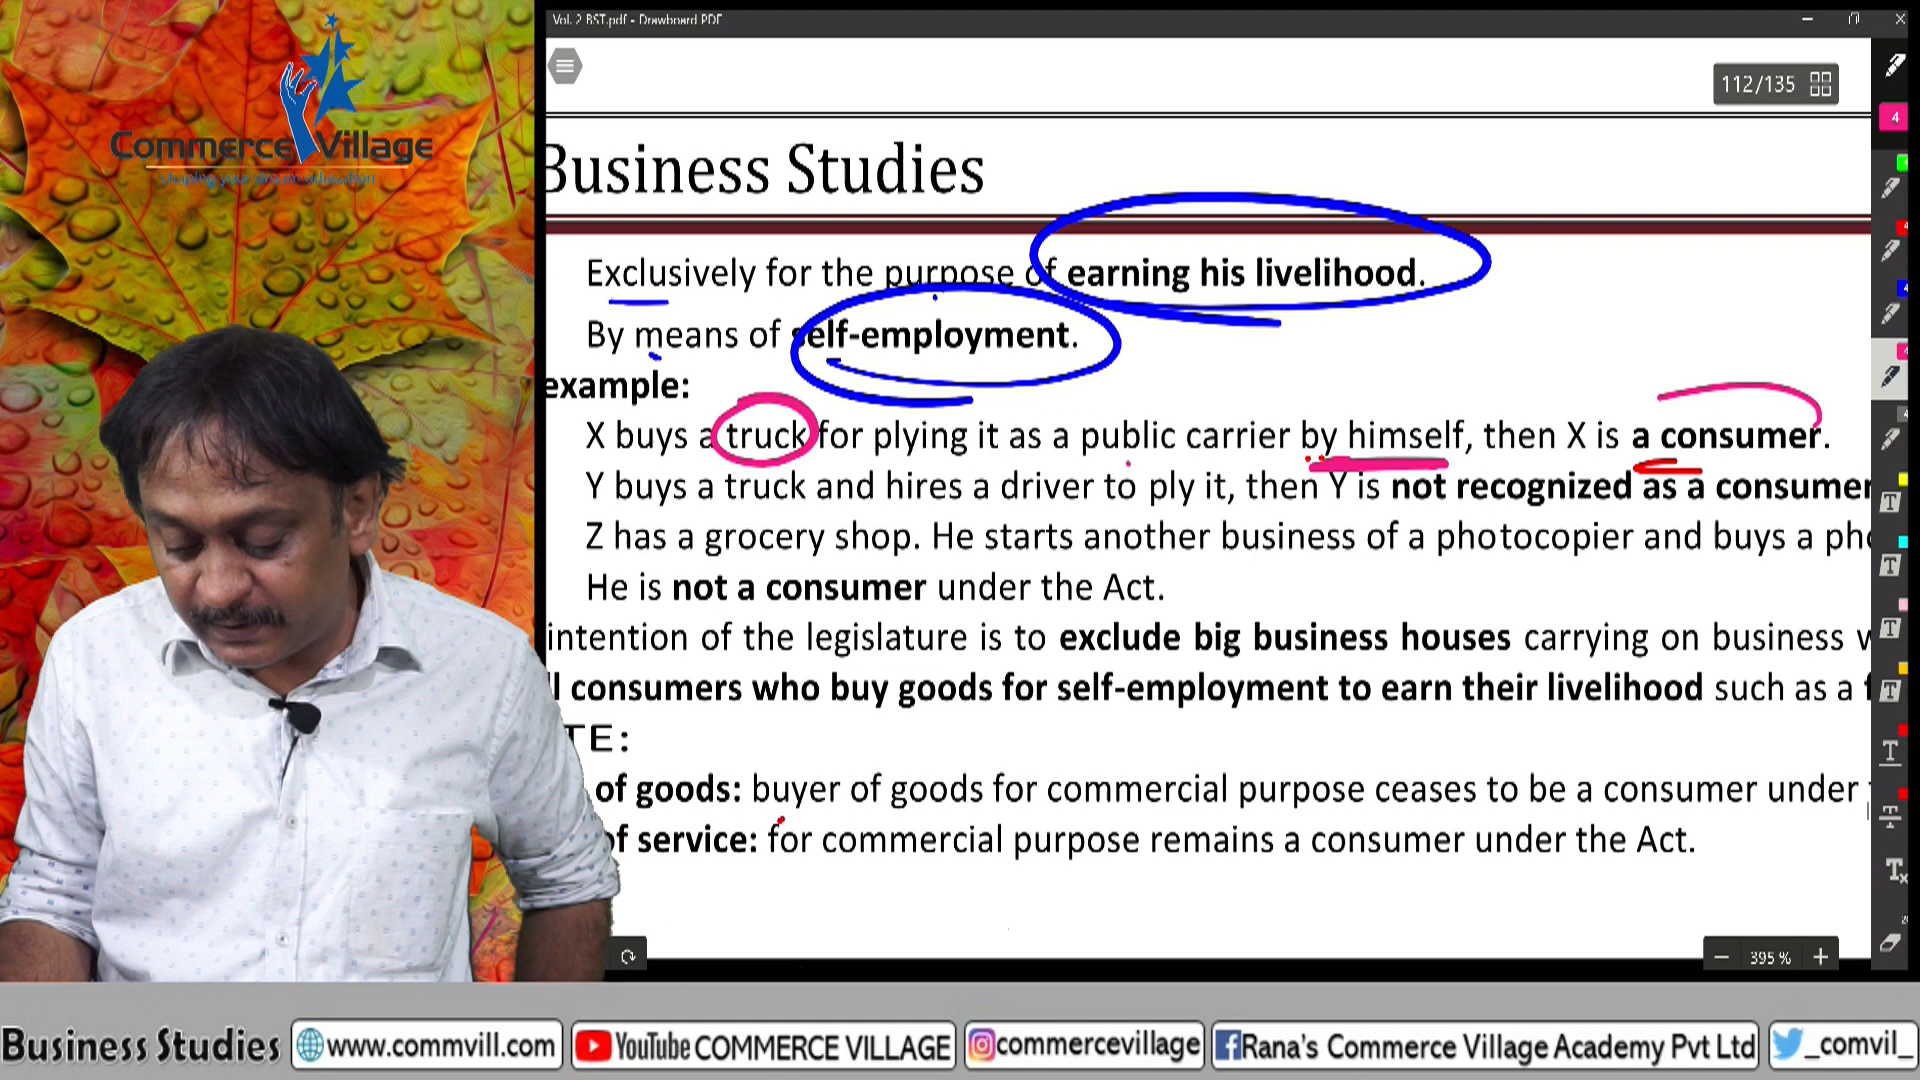 Vol. 2 BST.pdf - Drawboard PDF
112/135
Commerce Village
shaping your dream education
Business Studies
Exclusively for the purpose of earning his livelihood.
By means of self-employment.
example:
X buys a truck for plying it as a public carrier by himself, then X is a consumer.
Y buys a truck and hires a driver to ply it, then Y is not recognized as a consumer
Z has a grocery shop. He starts another business of a photocopier and buys a pho
He is not a consumer under the Act.
intention of the legislature is to exclude big business houses carrying on business w
l consumers who buy goods for self-employment to earn their livelihood such as a f
TE:
of goods: buyer of goods for commercial purpose ceases to be a consumer under
of service: for commercial purpose remains a consumer under the Act.
395 %
Business Studies
www.commvill.com
YouTube COMMERCE VILLAGE
commercevillage
Rana's Commerce Village Academy Pvt Ltd
_comvil_